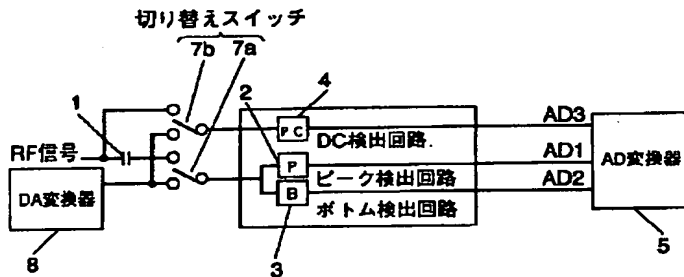 切り替えスイッチ
7b 7a
1
2
4
PC
DC検出回路.
AD3
RF信号
P
ピーク検出回路
AD1
AD変換器
DA変換器
B
ボトム検出回路
AD2
8
3
5